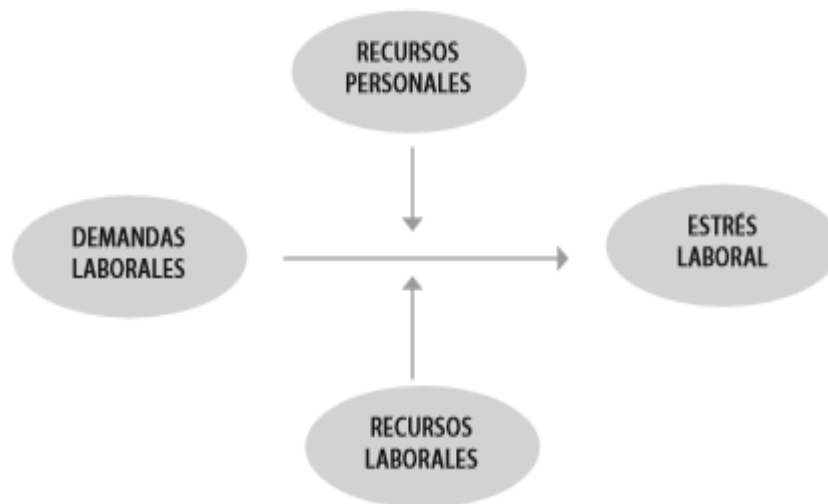 RECURSOS
PERSONALES
DEMANDAS
LABORALES
ESTRÉS
LABORAL
RECURSOS
LABORALES